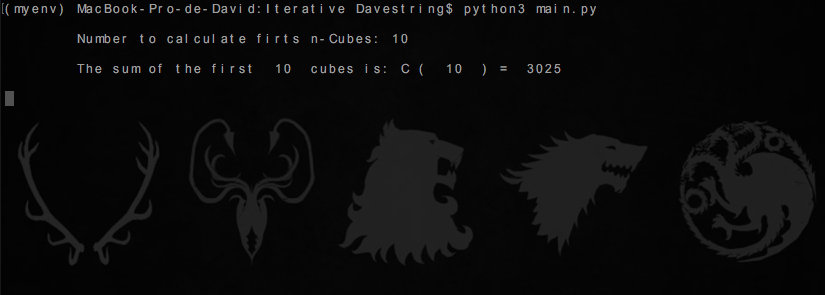 (myenv) MacBook-Pro-de-David:Iterative Davestring$ python3 main.py
Number to calculate firts n-Cubes: 10
The sum of the first 10 cubes is: C ( 10 ) = 3025